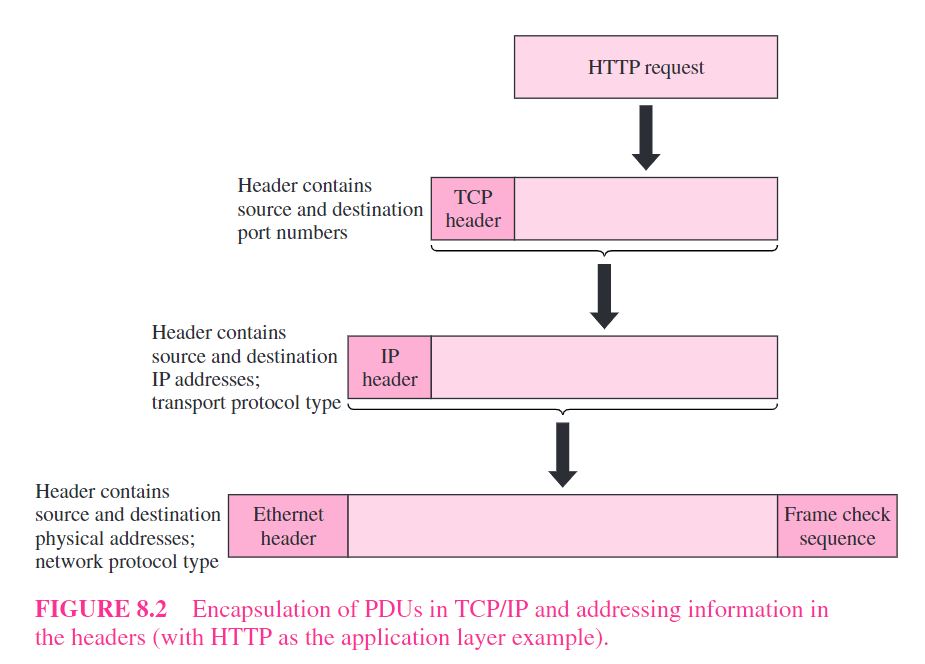 HTTP request
Header contains
source and destination
port numbers
TCP
header
Header contains
source and destination
IP addresses;
transport protocol type
IP
header
Header contains
source and destination
physical addresses;
network protocol type
Ethernet
header
Frame check
sequence
FIGURE 8.2 Encapsulation of PDUs in TCP/IP and addressing information in
the headers (with HTTP as the application layer example).